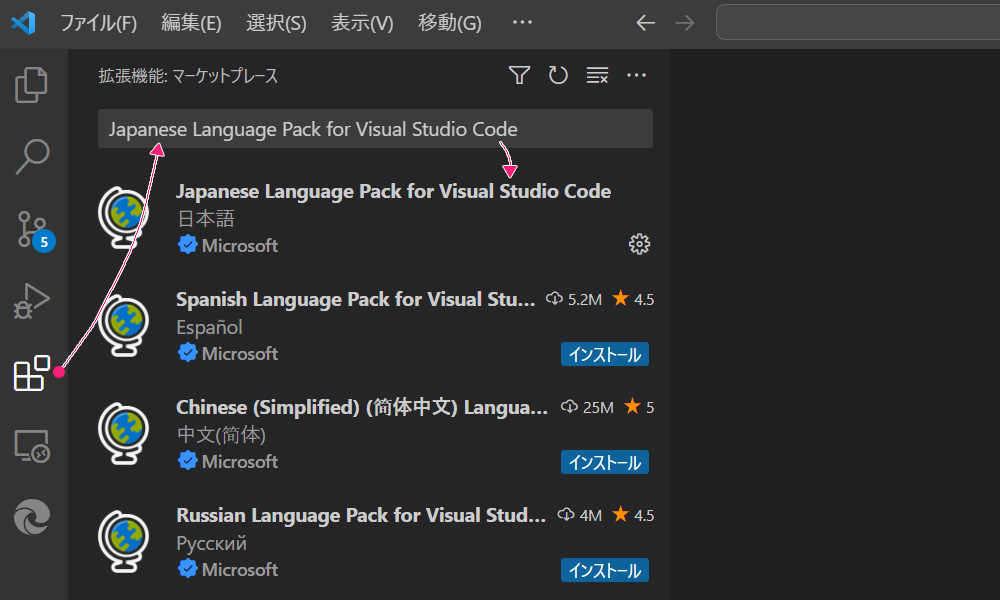 ファイル(F) 編集(E) 選択(S) 表示(V) 移動(G) ···
拡張機能: マーケットプレース
Japanese Language Pack for Visual Studio Code
Japanese Language Pack for Visual Studio Code
日本語
Microsoft
5
Spanish Language Pack for Visual Stu... 5.2M 4.5
Español
Microsoft インストール
Chinese (Simplified) (简体中文) Langua... 25M 5
中文(简体)
Microsoft インストール
Russian Language Pack for Visual Stud... 4M 4.5
Русский
Microsoft インストール